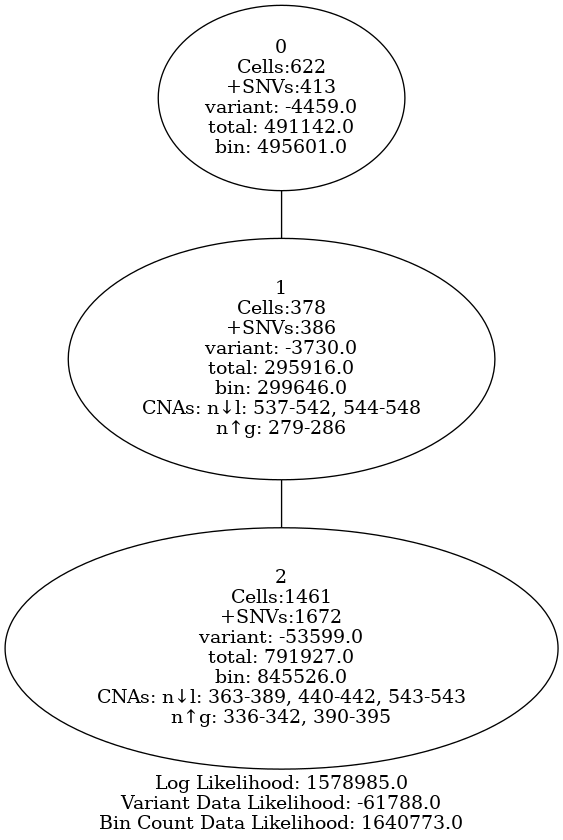 0
Cells:622
+SNVs:413
variant: -4459.0
total: 491142.0
bin: 495601.0
1
Cells:378
+SNVs:386
variant: -3730.0
total: 295916.0
bin: 299646.0
CNAs: n↓l: 537-542, 544-548
n↑g: 279-286
2
Cells:1461
+SNVs:1672
variant: -53599.0
total: 791927.0
bin: 845526.0
CNAs: n↓l: 363-389, 440-442, 543-543
n↑g: 336-342, 390-395
Log Likelihood: 1578985.0
Variant Data Likelihood: -61788.0
Bin Count Data Likelihood: 1640773.0